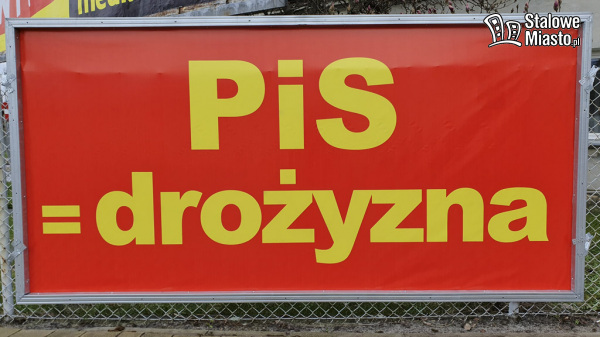 Stalowe
Miasto.pl
PiS
= drożyzna